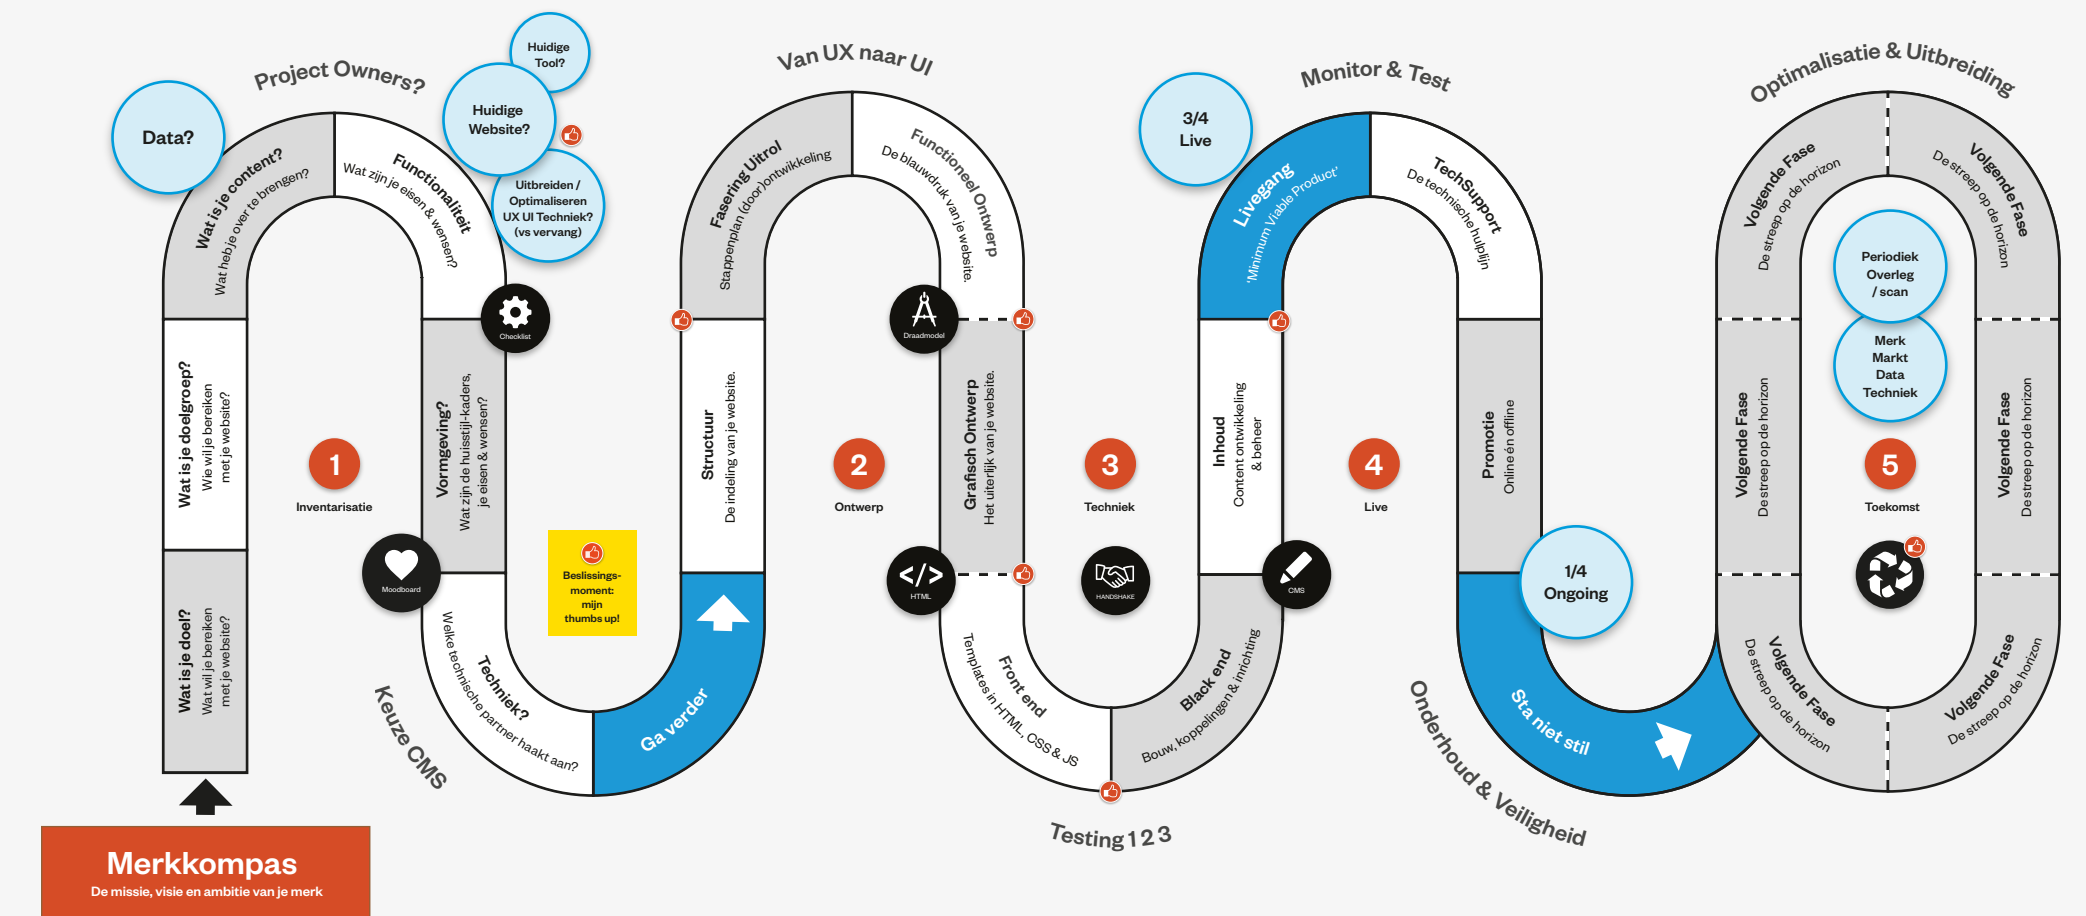 Merkkompas
De missie, visie en ambitie van je merk
Wat is je doel?
Wat wil je bereiken
met je website?
Wat is je doelgroep?
Wie wil je bereiken
met je website?
Data?
Wat is je content?
Wat heb je over te brengen?
Project Owners?
Functionaliteit
Wat zijn je eisen & wensen?
Huidige
Tool?
Huidige
Website?
Uitbreiden /
Optimaliseren
UX UI Techniek?
(vs vervang)
Checklist
1
Inventarisatie
Vormgeving?
Wat zijn de huisstijl-kaders,
je eisen & wensen?
Moodboard
Techniek?
Welke technische partner haakt aan?
Keuze CMS
Beslissings-
moment:
mijn
thumbs up!
Ga verder
Structuur
De indeling van je website.
Fasering Uitrol
Stappenplan (door)ontwikkeling
Van UX naar UI
Functioneel Ontwerp
De blauwdruk van je website.
Draadmodel
2
Ontwerp
Grafisch Ontwerp
Het uiterlijk van je website.
</>
HTML
Front end
Templates in HTML, CSS & JS
3
Techniek
HANDSHAKE
Testing 1 2 3
Black end
Bouw, koppelingen & inrichting
CMS
Inhoud
Content ontwikkeling
& beheer
3/4
Live
Livegang
'Minimum Viable Product'
Monitor & Test
TechSupport
De technische hulplijn
4
Live
Promotie
Online én offline
1/4
Ongoing
Onderhoud & Veiligheid
Sta niet stil
Optimalisatie & Uitbreiding
Volgende Fase
De streep op de horizon
Volgende Fase
De streep op de horizon
Volgende Fase
De streep op de horizon
Volgende Fase
De streep op de horizon
Volgende Fase
De streep op de horizon
Volgende Fase
De streep op de horizon
Periodiek
Overleg
/ scan
Merk
Markt
Data
Techniek
5
Toekomst